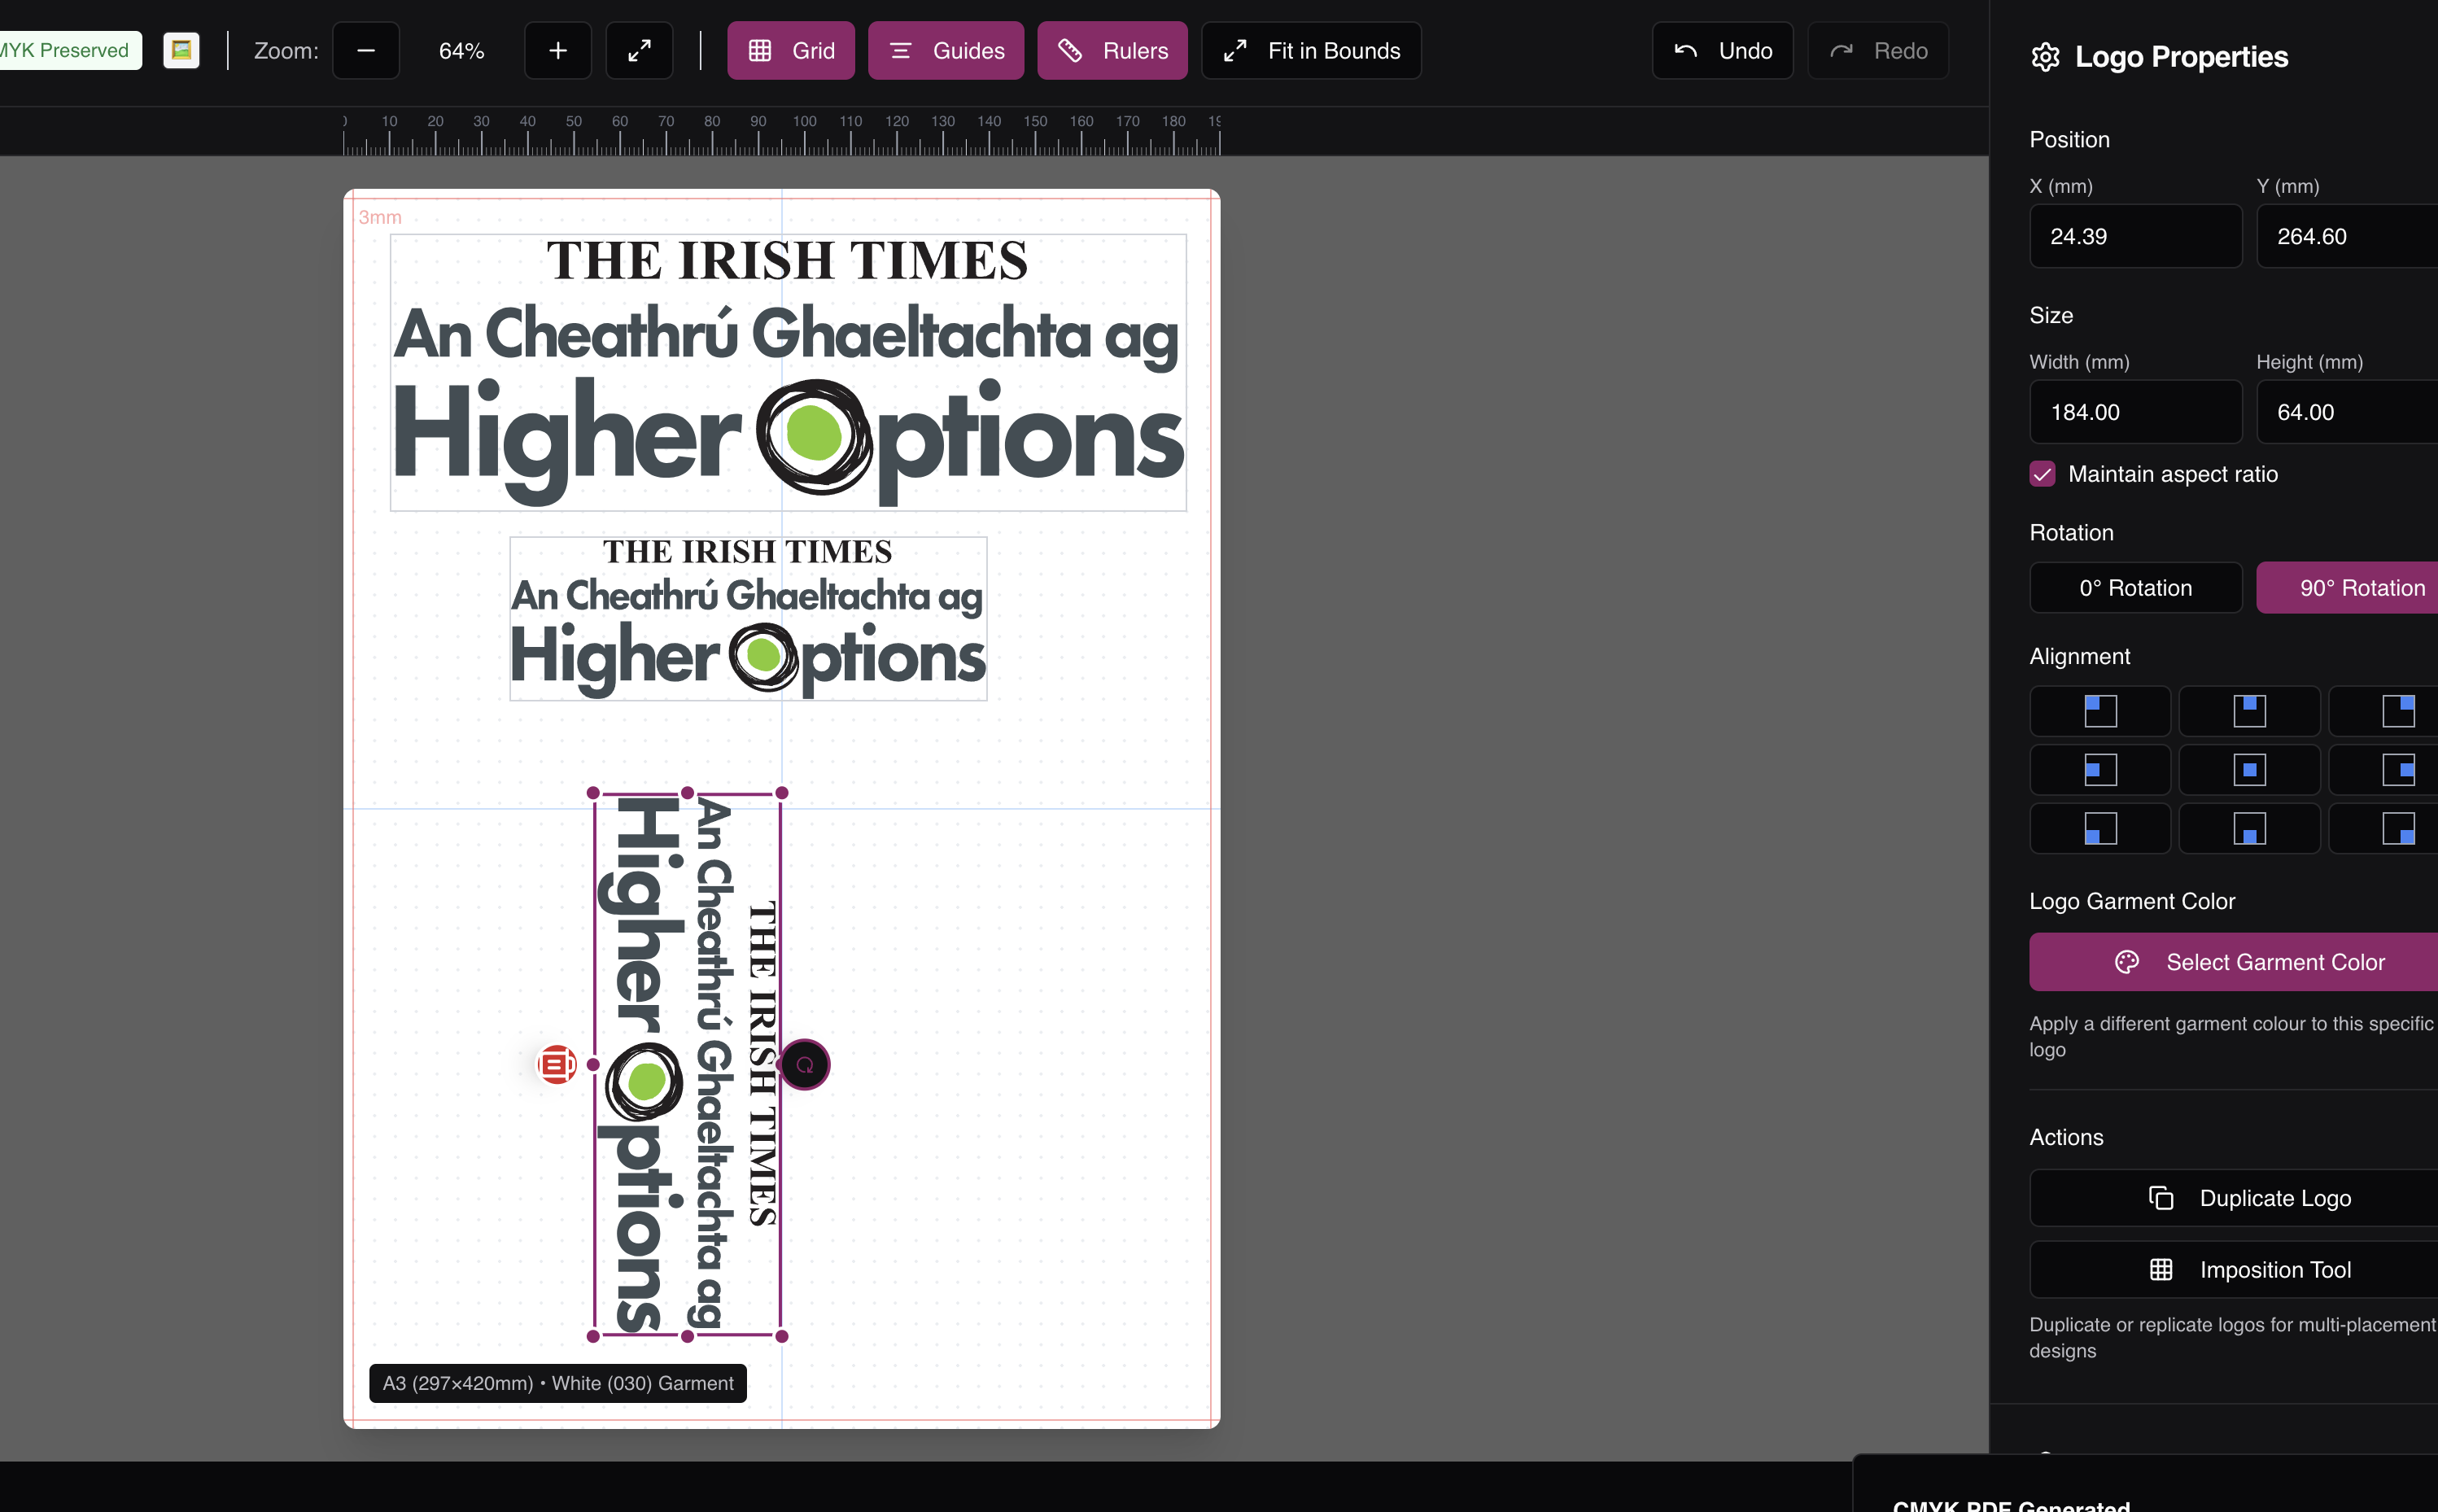 MYK Preserved
Zoom:
64%
Grid
Guides
Rulers
Fit in Bounds
Undo
Redo
10 20 30 40 50 60 70 80 90 100 110 120 130 140 150 160 170 180
3mm
THE IRISH TIMES
An Cheathrú Ghaeltachta ag
Higher ptions
THE IRISH TIMES
An Cheathrú Ghaeltachta ag
Higher ptions
THE IRISH TIMES
An Cheathrú Ghaeltachta ag
Higher ptions
A3 (297×420mm) • White (030) Garment
Logo Properties
Position
X (mm) Y (mm)
24.39 264.60
Size
Width (mm) Height (mm)
184.00 64.00
Maintain aspect ratio
Rotation
0° Rotation 90° Rotation
Alignment
Logo Garment Color
Select Garment Color
Apply a different garment colour to this specific
logo
Actions
Duplicate Logo
Imposition Tool
Duplicate or replicate logos for multi-placement
designs
CMYK PDF Generated